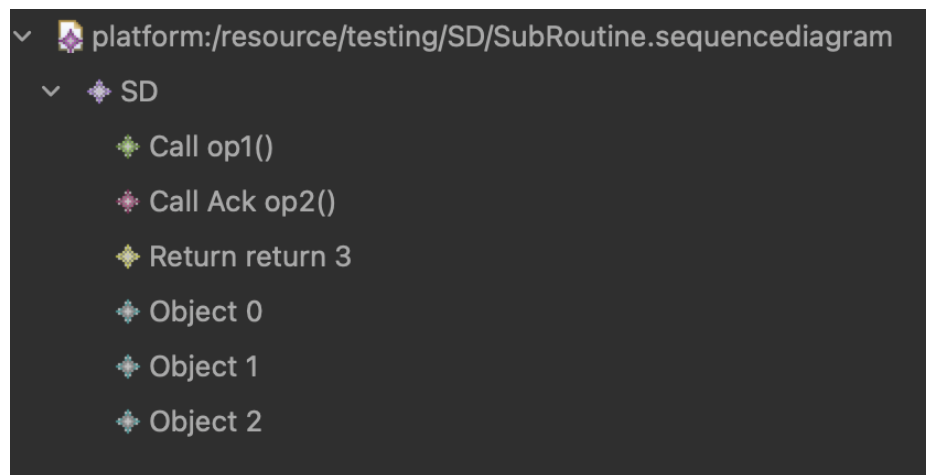 platform:/resource/testing/SD/SubRoutine.sequencediagram
SD
Call op1()
Call Ack op2()
Return return 3
Object 0
Object 1
Object 2